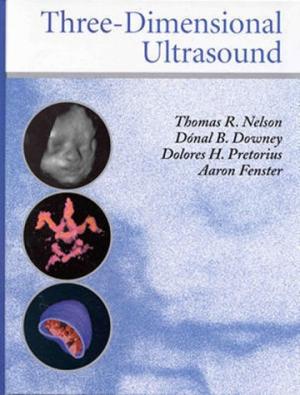 Three-Dimensional
Ultrasound
Thomas R. Nelson
Dónal B. Downey
Dolores H. Pretorius
Aaron Fenster